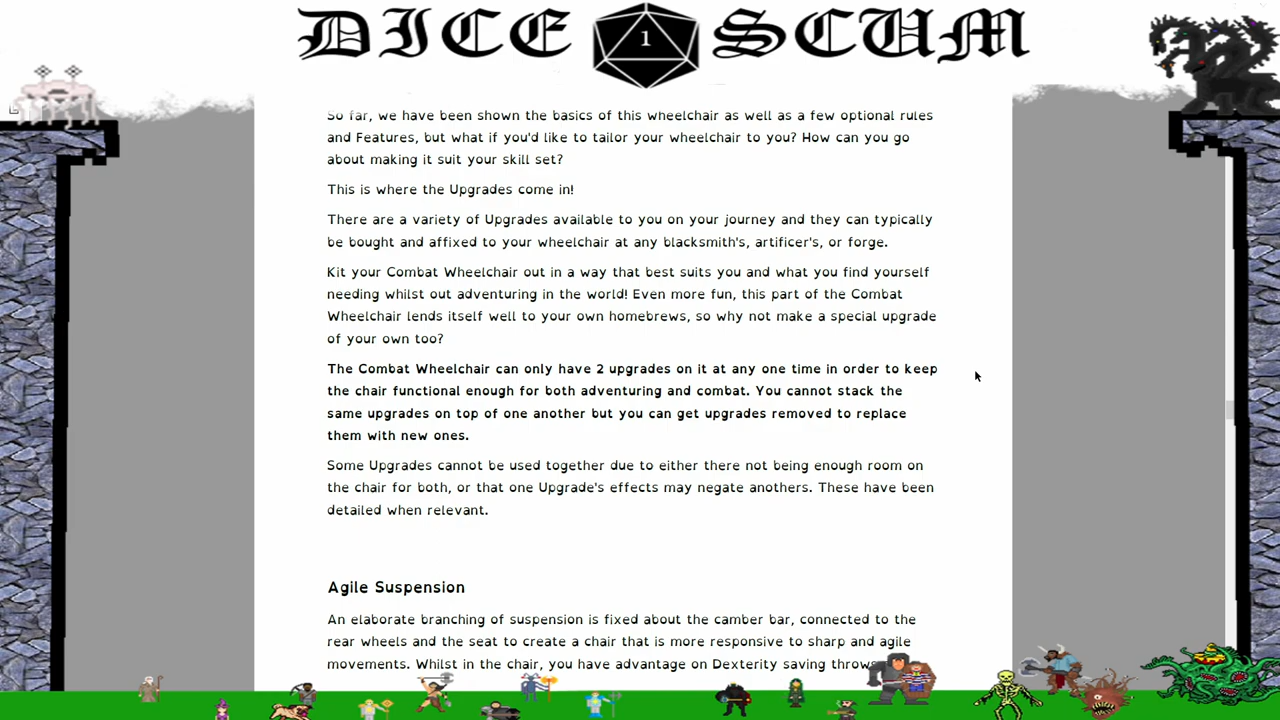 DICE 1 SCUM
So far, we have been shown the basics of this wheelchair as well as a few optional rules
and Features, but what if you'd like to tailor your wheelchair to you? How can you go
about making it suit your skill set?
This is where the Upgrades come in!
There are a variety of Upgrades available to you on your journey and they can typically
be bought and affixed to your wheelchair at any blacksmith's, artificer's, or forge.
Kit your Combat Wheelchair out in a way that best suits you and what you find yourself
needing whilst out adventuring in the world! Even more fun, this part of the Combat
Wheelchair lends itself well to your own homebrews, so why not make a special upgrade
of your own too?
The Combat Wheelchair can only have 2 upgrades on it at any one time in order to keep
the chair functional enough for both adventuring and combat. You cannot stack the
same upgrades on top of one another but you can get upgrades removed to replace
them with new ones.
Some Upgrades cannot be used together due to either there not being enough room on
the chair for both, or that one Upgrade's effects may negate anothers. These have been
detailed when relevant.
Agile Suspension
An elaborate branching of suspension is fixed about the camber bar, connected to the
rear wheels and the seat to create a chair that is more responsive to sharp and agile
movements. Whilst in the chair, you have advantage on Dexterity saving throws